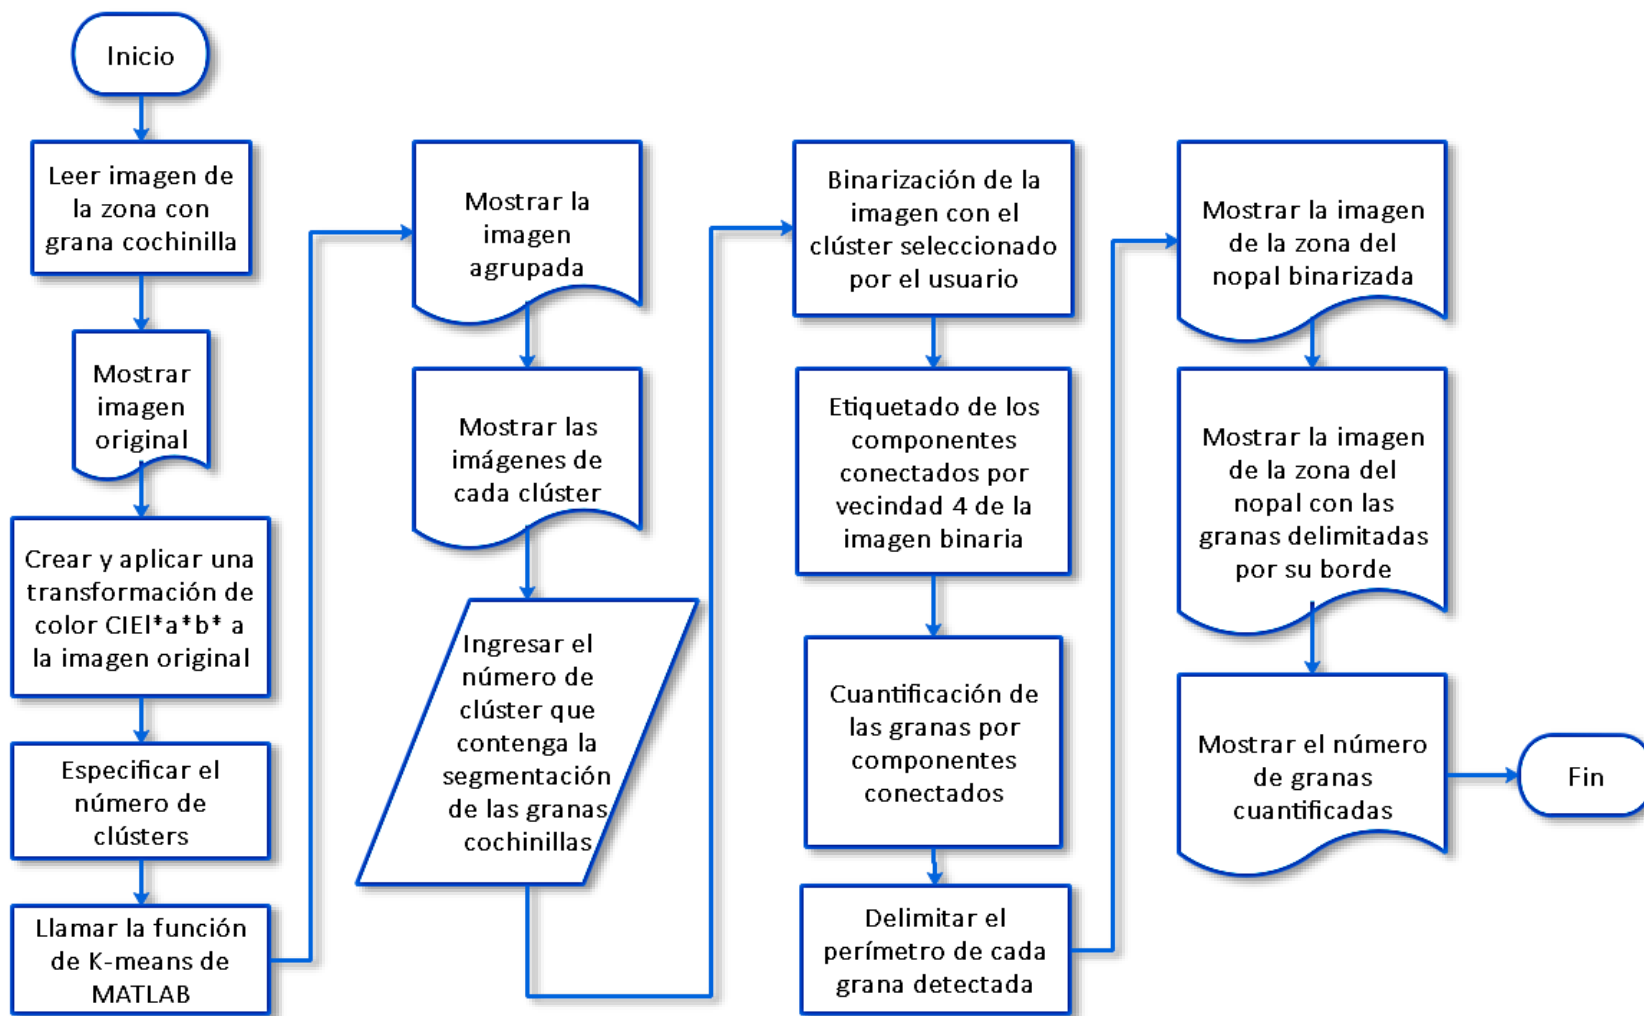 Inicio
Leer imagen de
la zona con
grana cochinilla
Mostrar
imagen
original
Crear y aplicar una
transformación de
color CIEl*a*b* a
la imagen original
Especificar el
número de
clústers
Llamar la función
de K-means de
MATLAB
Mostrar la
imagen
agrupada
Mostrar las
imágenes de
cada clúster
Ingresar el
número de
clúster que
contenga la
segmentación
de las granas
cochinillas
Binarización de la
imagen con el
clúster seleccionado
por el usuario
Etiquetado de los
componentes
conectados por
vecindad 4 de la
imagen binaria
Cuantificación de
las granas por
componentes
conectados
Delimitar el
perímetro de cada
grana detectada
Mostrar la imagen
de la zona del
nopal binarizada
Mostrar la imagen
de la zona del
nopal con las
granas delimitadas
por su borde
Mostrar el número
de granas
cuantificadas
Fin